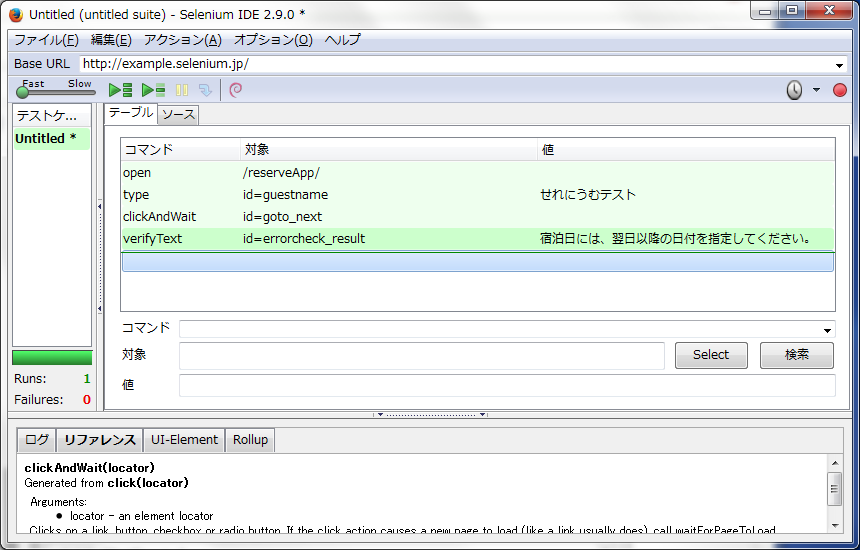 Untitled (untitled suite) - Selenium IDE 2.9.0 *
ファイル(F) 編集(E) アクション(A) オプション(O) ヘルプ
Base URL http://example.selenium.jp/
Fast Slow
テストケ... テーブル ソース
Untitled *
コマンド 対象 値
open /reserveApp/
type id=guestname せれにうむテスト
clickAndWait id=goto_next
verifyText id=errorcheck_result 宿泊日には、翌日以降の日付を指定してください。
コマンド
対象 Select 検索
値
Runs: 1
Failures: 0
ログ リファレンス UI-Element Rollup
clickAndWait(locator)
Generated from click(locator)
Arguments:
● locator - an element locator
Clicks on a link, button, checkbox or radio button. If the click action causes a new page to load (like a link usually does), call waitForPageToLoad.